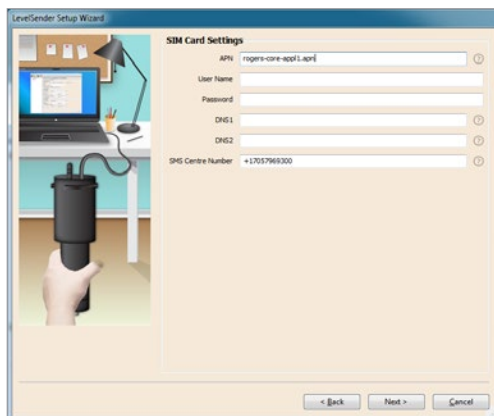 LevelSender Setup Wizard
SIM Card Settings
APN rogers-core-appl1.apn
User Name
Password
DNS1
DNS2
SMS Centre Number +17057969300
< Back Next > Cancel